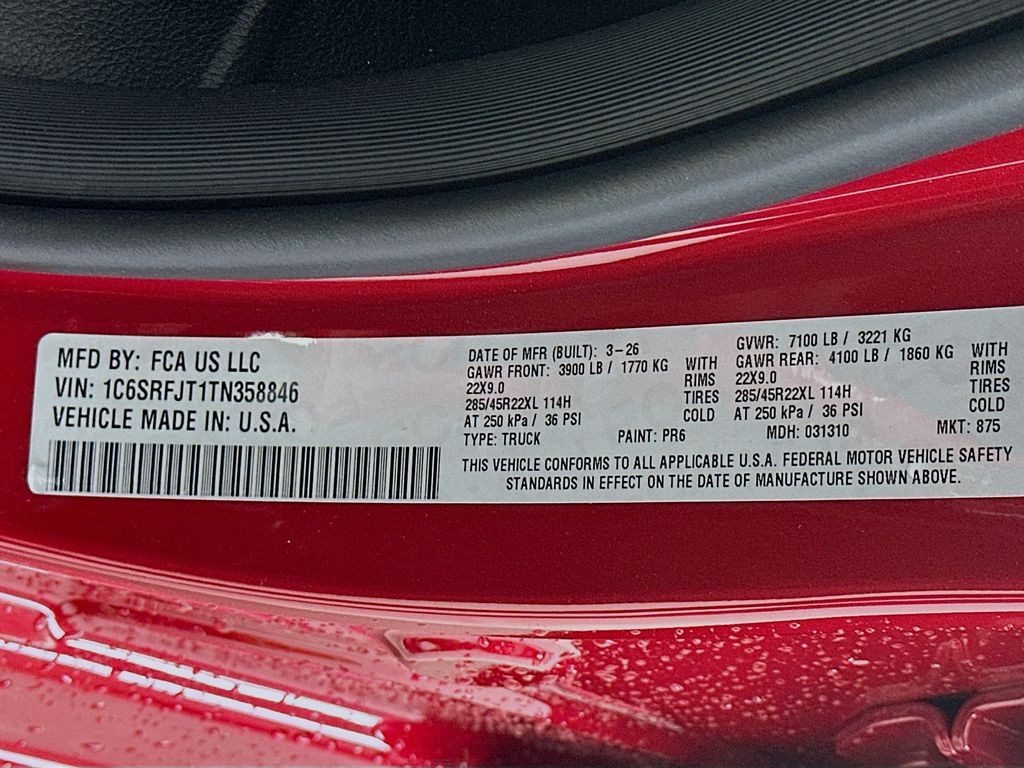 MFD BY: FCA US LLC
VIN: 1C6SRFJT1TN358846
VEHICLE MADE IN: U.S.A.
DATE OF MFR (BUILT): 3-26
GAWR FRONT: 3900 LB / 1770 KG WITH
22X9.0 RIMS
285/45R22XL 114H TIRES
AT 250 kPa / 36 PSI COLD
GVWR: 7100 LB / 3221 KG
GAWR REAR: 4100 LB / 1860 KG WITH
22X9.0 RIMS
285/45R22XL 114H TIRES
AT 250 kPa / 36 PSI COLD
TYPE: TRUCK PAINT: PR6 MDH: 031310 MKT: 875
THIS VEHICLE CONFORMS TO ALL APPLICABLE U.S.A. FEDERAL MOTOR VEHICLE SAFETY
STANDARDS IN EFFECT ON THE DATE OF MANUFACTURE SHOWN ABOVE.